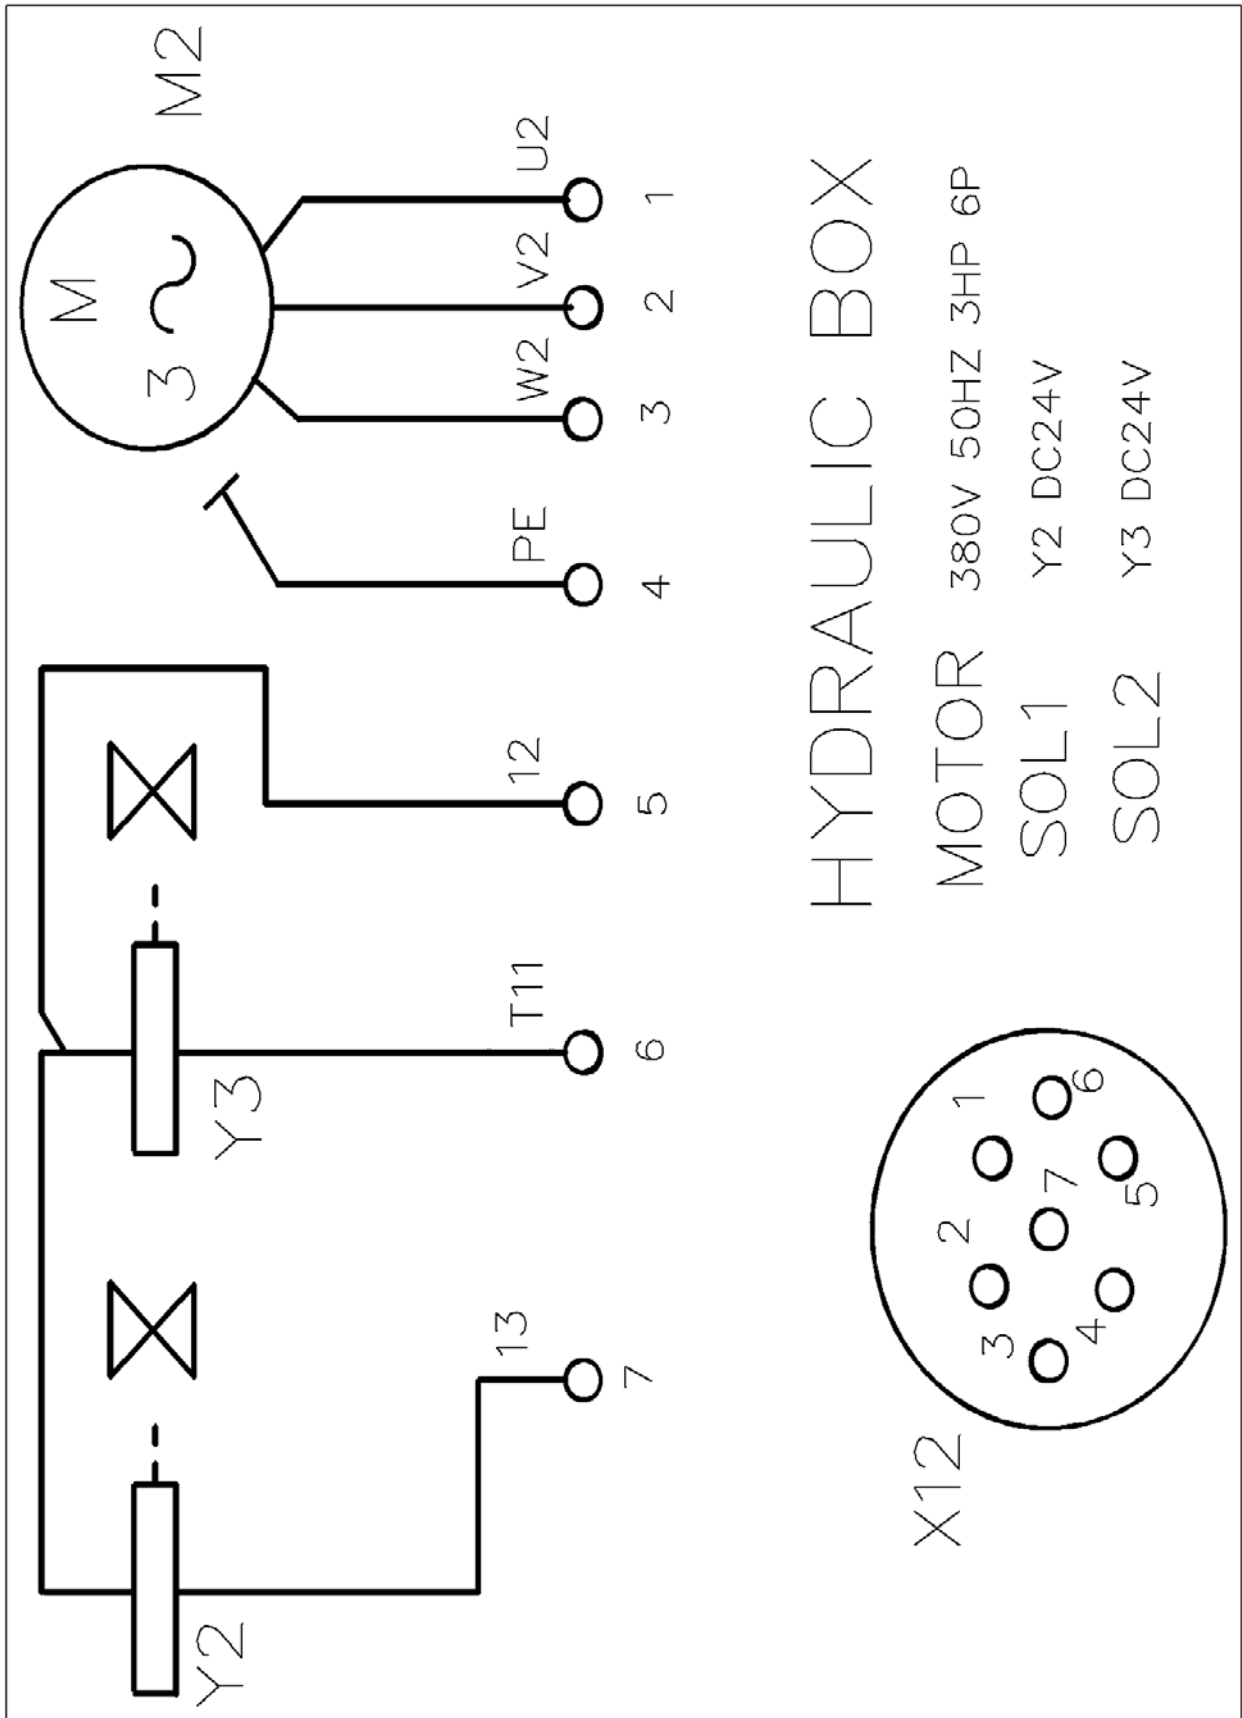 M2
M
3
U2
V2
W2
PE
12
T11
13
1
2
3
4
5
6
7
Y3
Y2
HYDRAULIC BOX
MOTOR 380V 50HZ 3HP 6P
SOL1 Y2 DC24V
SOL2 Y3 DC24V
X12
1
2
3
4
5
6
7